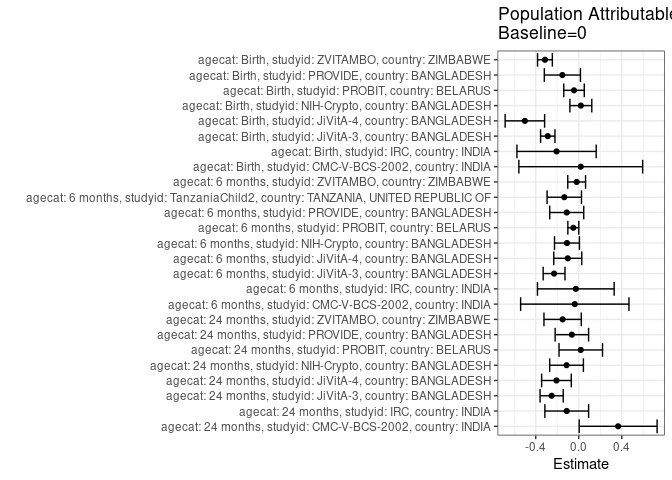 Population Attributable
Baseline=0
agecat: Birth, studyid: ZVITAMBO, country: ZIMBABWE
agecat: Birth, studyid: PROVIDE, country: BANGLADESH
agecat: Birth, studyid: PROBIT, country: BELARUS
agecat: Birth, studyid: NIH-Crypto, country: BANGLADESH
agecat: Birth, studyid: JiVitA-4, country: BANGLADESH
agecat: Birth, studyid: JiVitA-3, country: BANGLADESH
agecat: Birth, studyid: IRC, country: INDIA
agecat: Birth, studyid: CMC-V-BCS-2002, country: INDIA
agecat: 6 months, studyid: ZVITAMBO, country: ZIMBABWE
agecat: 6 months, studyid: TanzaniaChild2, country: TANZANIA, UNITED REPUBLIC OF
agecat: 6 months, studyid: PROVIDE, country: BANGLADESH
agecat: 6 months, studyid: PROBIT, country: BELARUS
agecat: 6 months, studyid: NIH-Crypto, country: BANGLADESH
agecat: 6 months, studyid: JiVitA-4, country: BANGLADESH
agecat: 6 months, studyid: JiVitA-3, country: BANGLADESH
agecat: 6 months, studyid: IRC, country: INDIA
agecat: 6 months, studyid: CMC-V-BCS-2002, country: INDIA
agecat: 24 months, studyid: ZVITAMBO, country: ZIMBABWE
agecat: 24 months, studyid: PROVIDE, country: BANGLADESH
agecat: 24 months, studyid: PROBIT, country: BELARUS
agecat: 24 months, studyid: NIH-Crypto, country: BANGLADESH
agecat: 24 months, studyid: JiVitA-4, country: BANGLADESH
agecat: 24 months, studyid: JiVitA-3, country: BANGLADESH
agecat: 24 months, studyid: IRC, country: INDIA
agecat: 24 months, studyid: CMC-V-BCS-2002, country: INDIA
-0.4 0.0 0.4
Estimate